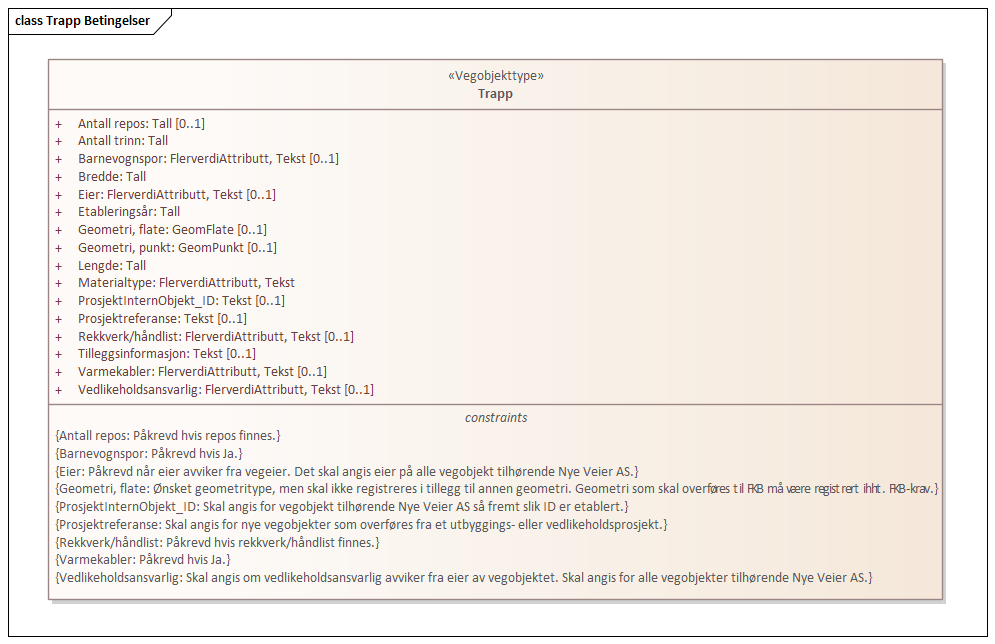 class Trapp Betingelser
«Vegobjekttype»
Trapp
+ Antall repos: Tall [0..1]
+ Antall trinn: Tall
+ Barnevognspor: FlerverdiAttributt, Tekst [0..1]
+ Bredde: Tall
+ Eier: FlerverdiAttributt, Tekst [0..1]
+ Etableringsår: Tall
+ Geometri, flate: GeomFlate [0..1]
+ Geometri, punkt: GeomPunkt [0..1]
+ Lengde: Tall
+ Materialtype: FlerverdiAttributt, Tekst
+ ProsjektInternObjekt_ID: Tekst [0..1]
+ Prosjektreferanse: Tekst [0..1]
+ Rekkverk/håndlist: FlerverdiAttributt, Tekst [0..1]
+ Tilleggsinformasjon: Tekst [0..1]
+ Varmekabler: FlerverdiAttributt, Tekst [0..1]
+ Vedlikeholdsansvarlig: FlerverdiAttributt, Tekst [0..1]
constraints
{Antall repos: Påkrevd hvis repos finnes.}
{Barnevognspor: Påkrevd hvis Ja.}
{Eier: Påkrevd når eier avviker fra vegeier. Det skal angis eier på alle vegobjekt tilhørende Nye Veier AS.}
{Geometri, flate: Ønsket geometritype, men skal ikke registreres i tillegg til annen geometri. Geometri som skal overføres til FKB må være registrert ihht. FKB-krav.}
{ProsjektInternObjekt_ID: Skal angis for vegobjekt tilhørende Nye Veier AS så fremt slik ID er etablert.}
{Prosjektreferanse: Skal angis for nye vegobjekter som overføres fra et utbyggings- eller vedlikeholdsprosjekt.}
{Rekkverk/håndlist: Påkrevd hvis rekkverk/håndlist finnes.}
{Varmekabler: Påkrevd hvis Ja.}
{Vedlikeholdsansvarlig: Skal angis om vedlikeholdsansvarlig avviker fra eier av vegobjektet. Skal angis for alle vegobjekter tilhørende Nye Veier AS.}